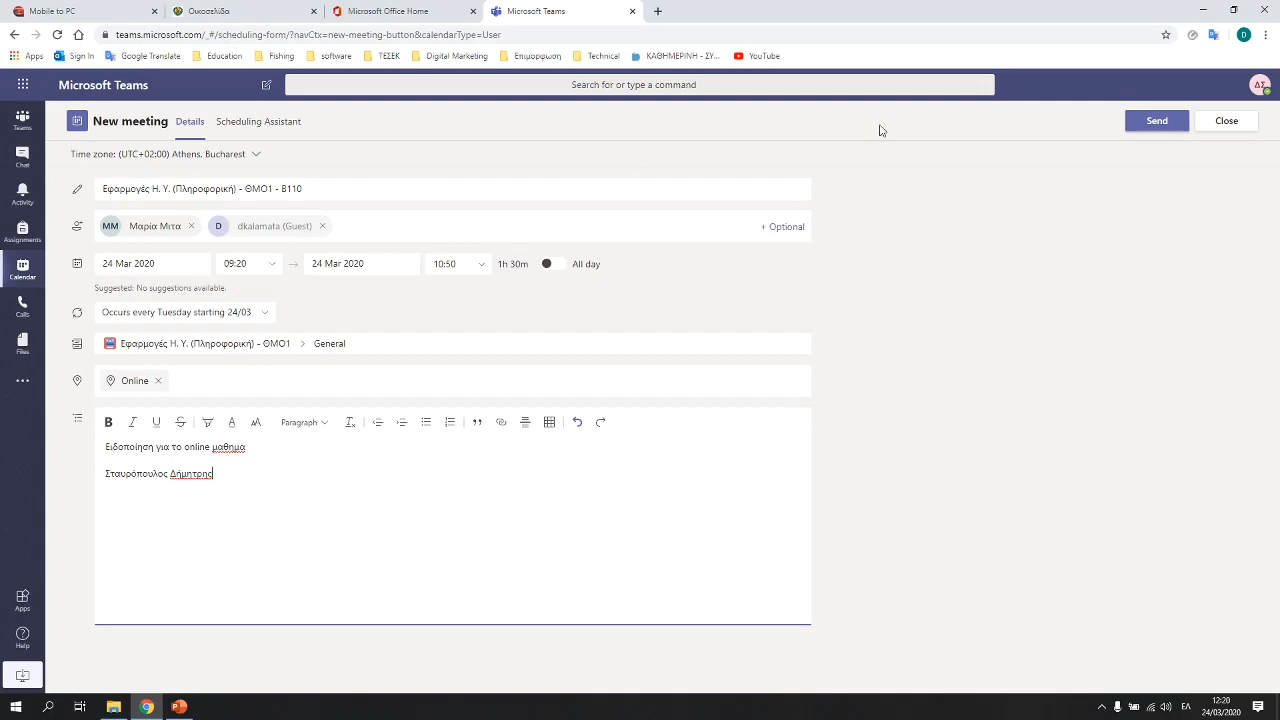 Mobile to PC
Οικοσελίδα
Microsoft Office Home
Microsoft Teams
teams.microsoft.com/_#/scheduling-form/?navCtx=new-meeting-button&calendarType=User
Apps
Sign In
Google Translate
Education
Fishing
software
ΤΕΣΕΚ
Digital Marketing
Επιμορφωση
Technical
ΚΑΘΗΜΕΡΙΝΗ - ΣΥ...
YouTube
Microsoft Teams
Search for or type a command
ΔΣ
New meeting
Details
Scheduling Assistant
Send
Close
Time zone: (UTC+02:00) Athens, Bucharest
Εφαρμογές Η. Υ. (Πληροφορική) - ΘΜΟ1 - Β110
MM
Μαρία Μιτα
D
dkalamata (Guest)
+ Optional
24 Mar 2020
09:20
24 Mar 2020
10:50
1h 30m
All day
Suggested: No suggestions available.
Occurs every Tuesday starting 24/03
Εφαρμογές Η. Υ. (Πληροφορική) - ΘΜΟ1 > General
Online
Paragraph
Ειδοποίηση για το online μαθημα
Σταυρόπουλος Δήμητρης
Teams
Chat
Activity
Assignments
Calendar
Calls
Files
Apps
Help
ΕΛ
12:20
24/03/2020